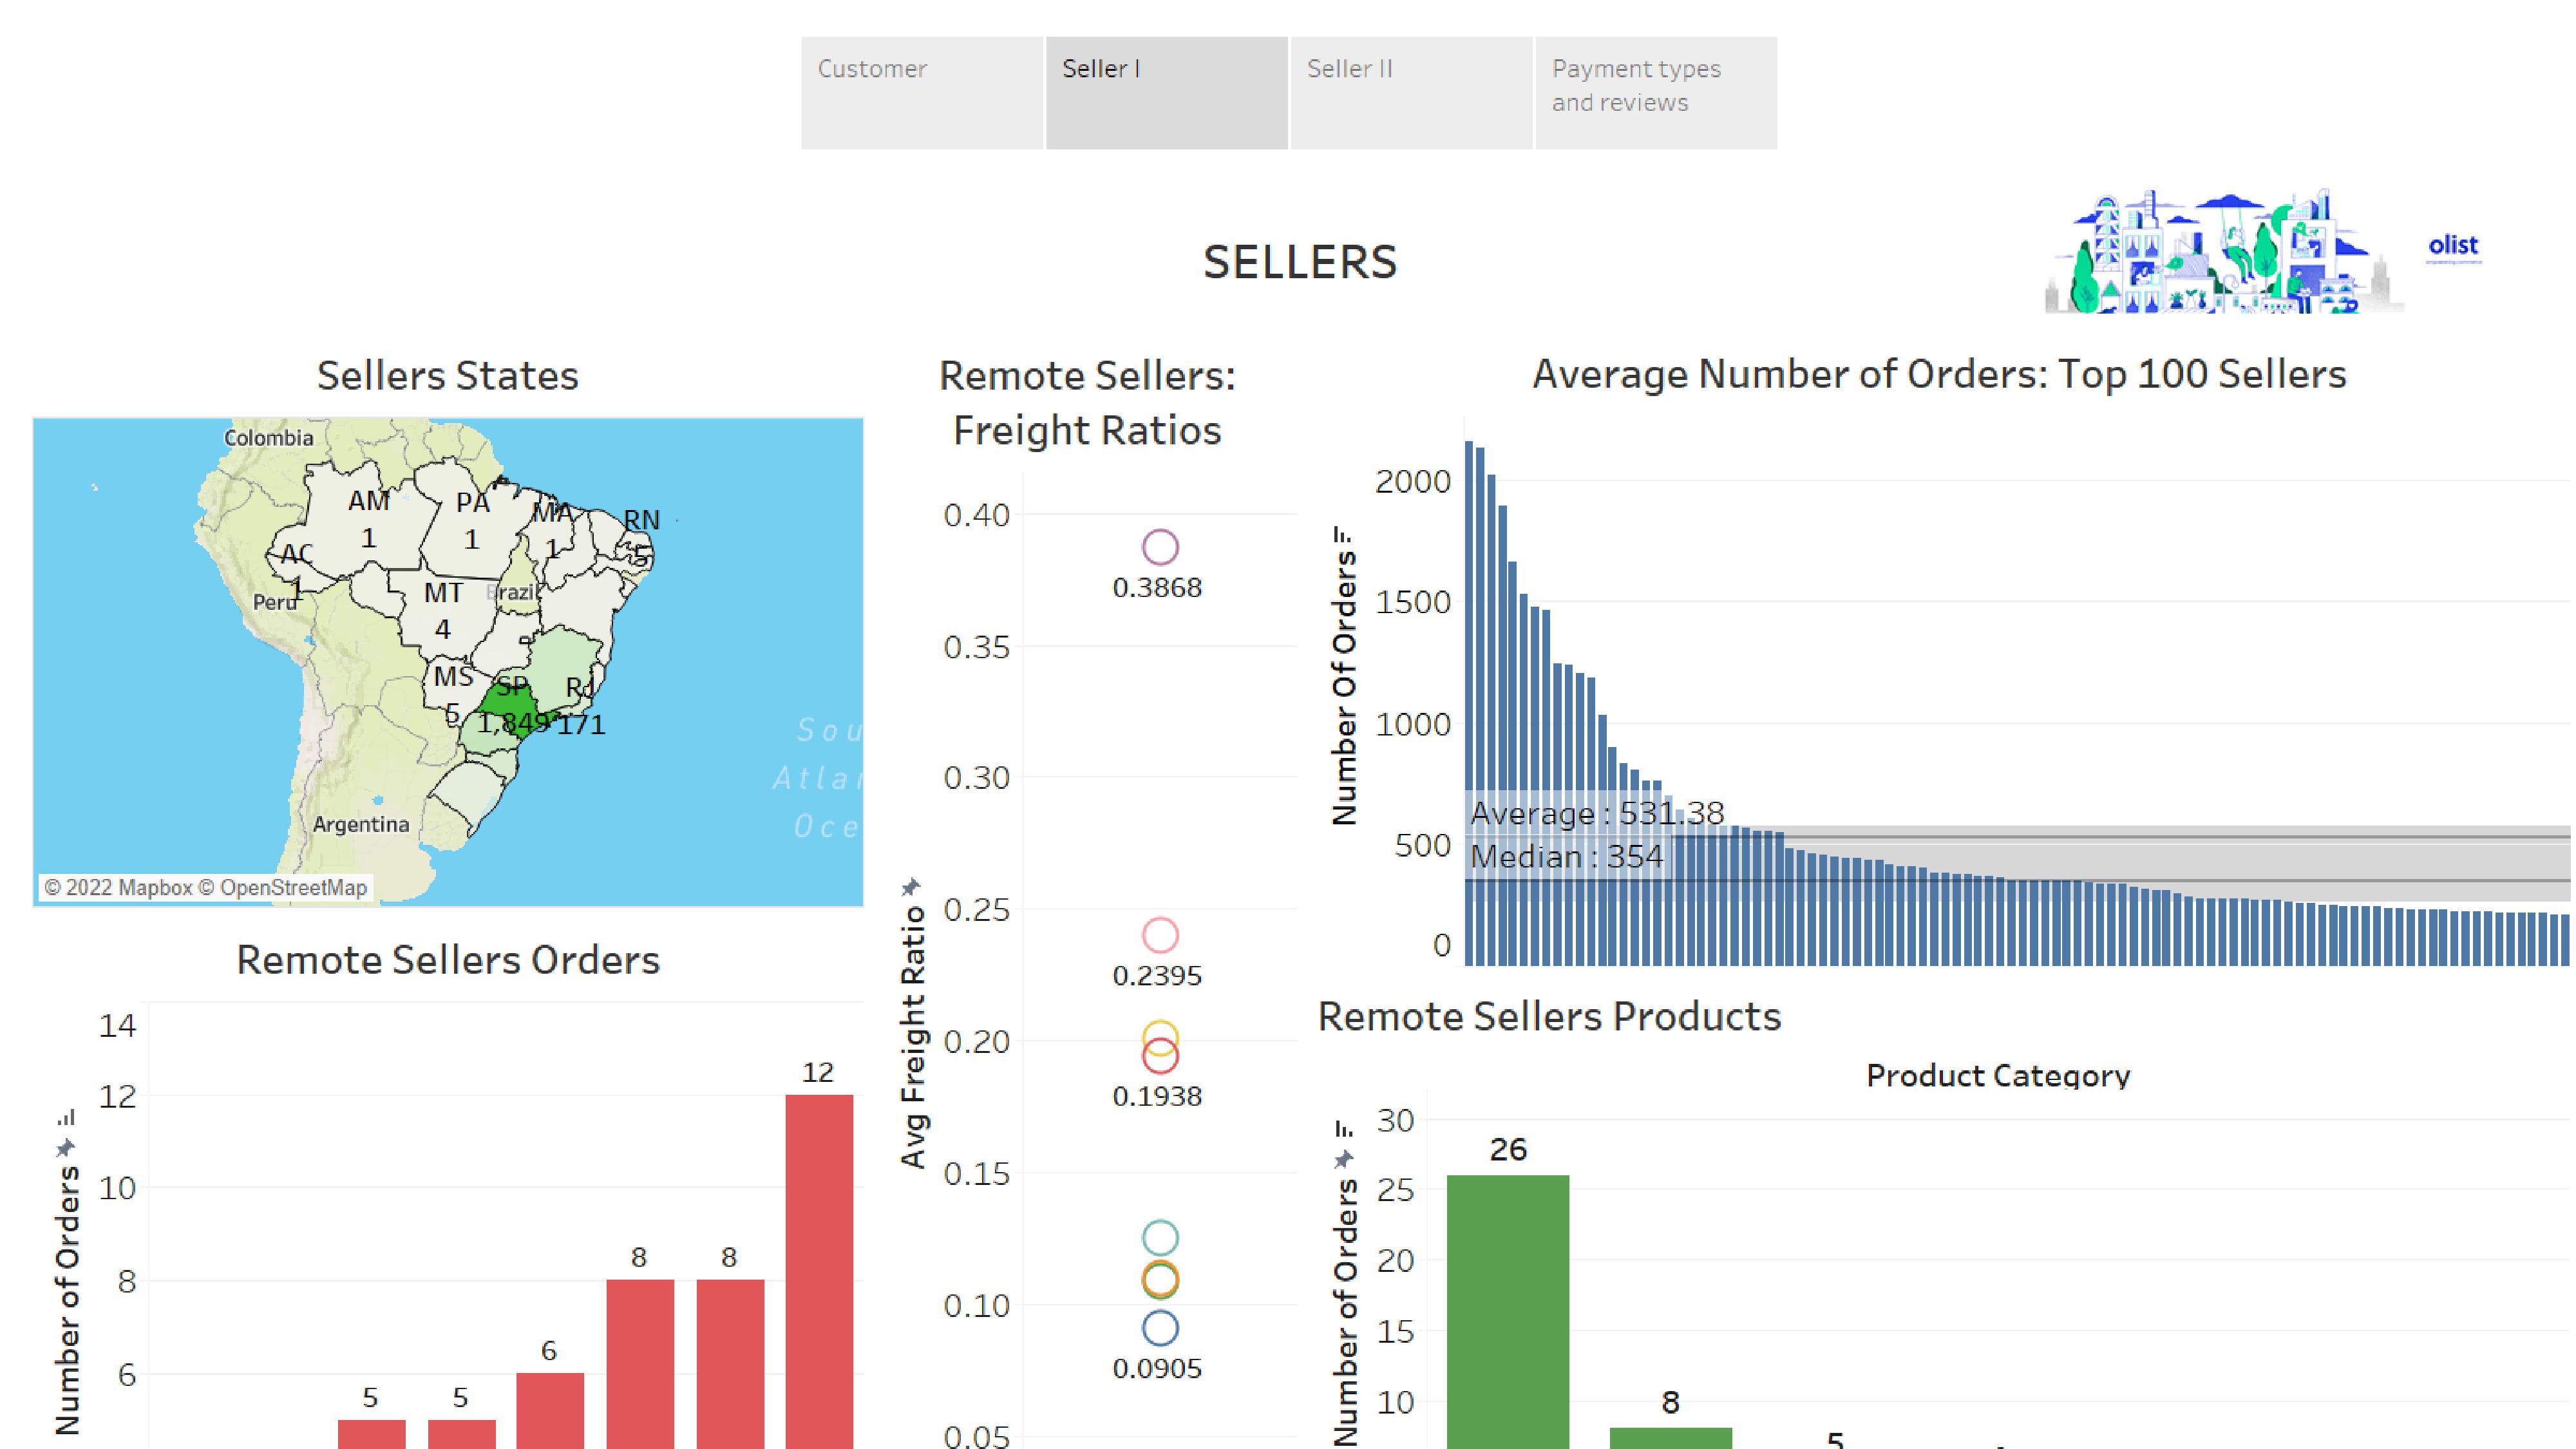 Customer
Seller I
Seller II
Payment types
and reviews
olist
SELLERS
Sellers States
Colombia
AM
1
PA
1
MA
1
RN
5
AC
1
Peru
MT
4
Brazil
MS
5
SP
1,849
RJ
171
Argentina
Sou
Atlan
Oce
© 2022 Mapbox © OpenStreetMap
Remote Sellers Orders
Number of Orders
14
12
10
8
6
5
5
6
8
8
12
Remote Sellers:
Freight Ratios
Avg Freight Ratio
0.40
0.35
0.30
0.25
0.20
0.15
0.10
0.05
0.3868
0.2395
0.1938
0.0905
Average Number of Orders: Top 100 Sellers
Number Of Orders
2000
1500
1000
500
0
Average : 531.38
Median : 354
Remote Sellers Products
Product Category
Number of Orders
30
25
20
15
10
26
8
5